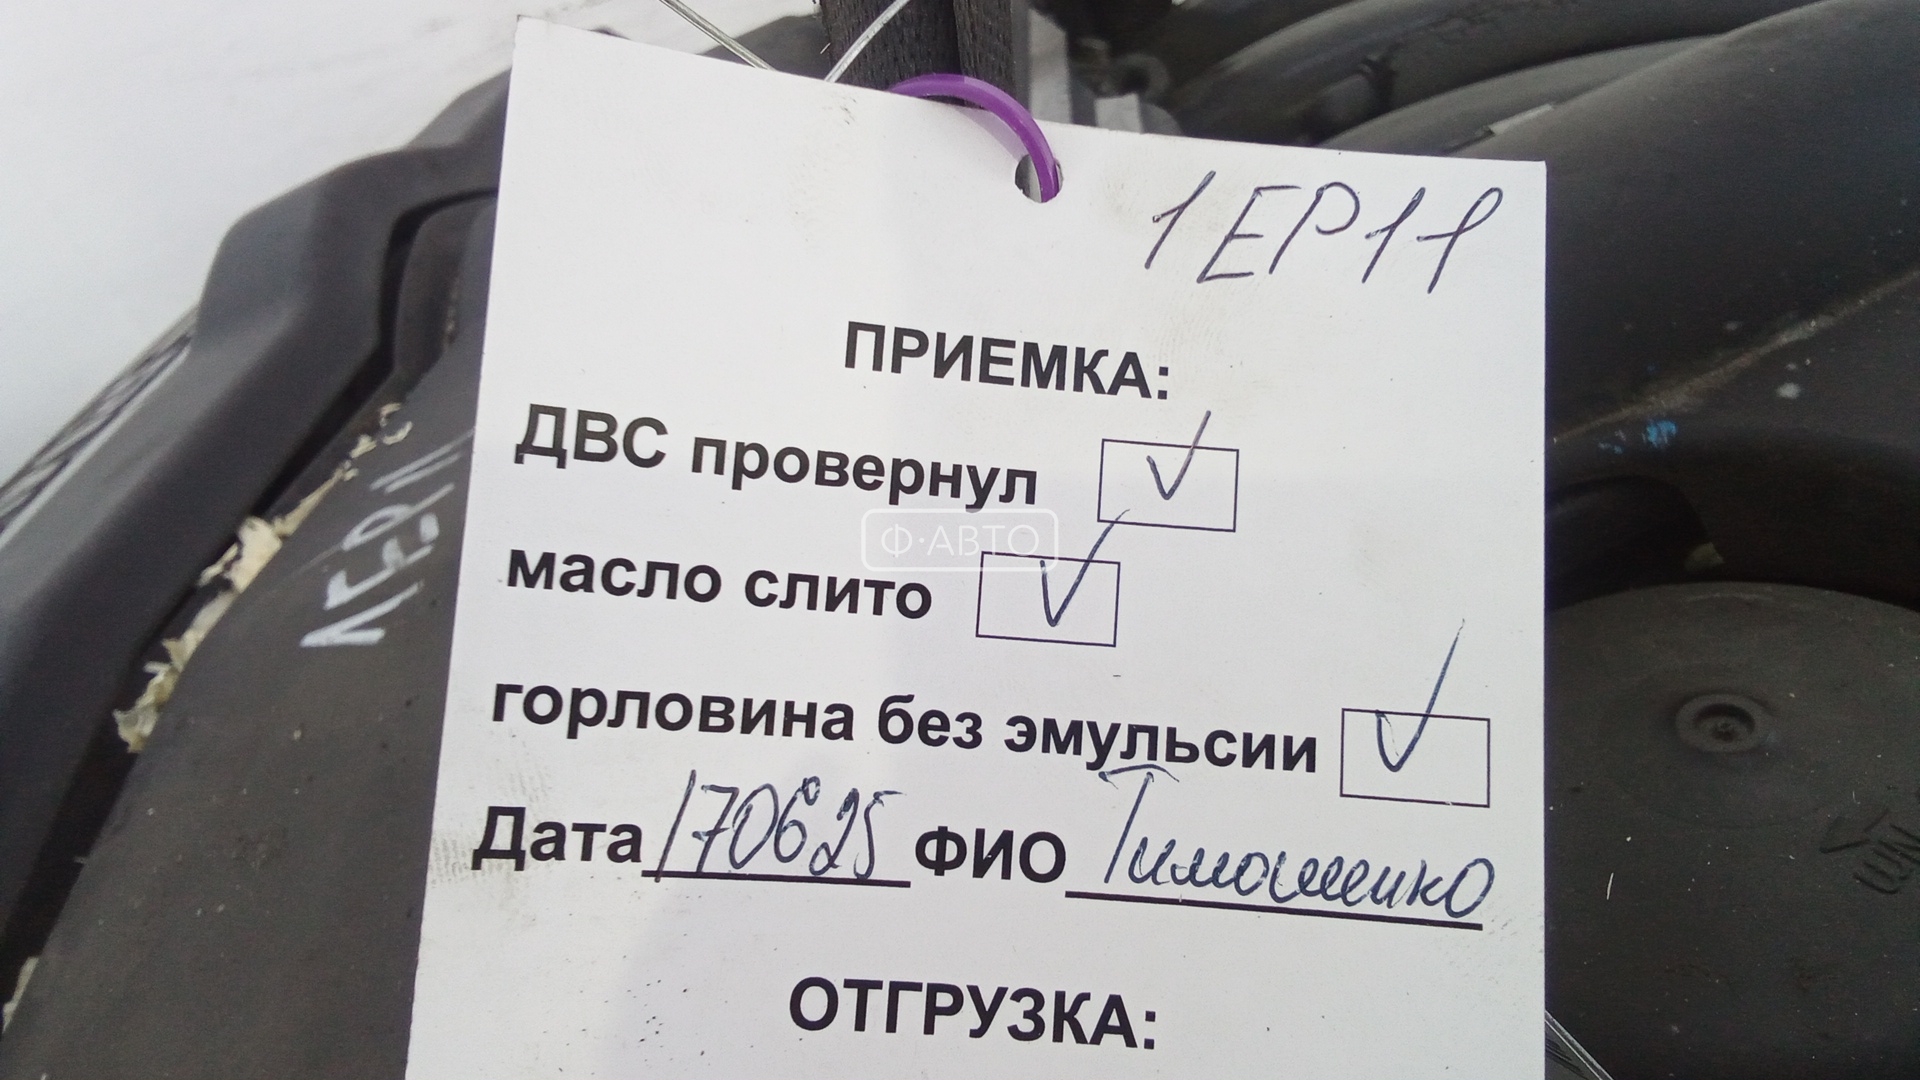 1EP11
ПРИЕМКА:
ДВС провернул
Ф·АВТО
масло слито
горловина без эмульсии
Дата 170625 ФИО Тимошенко
ОТГРУЗКА: